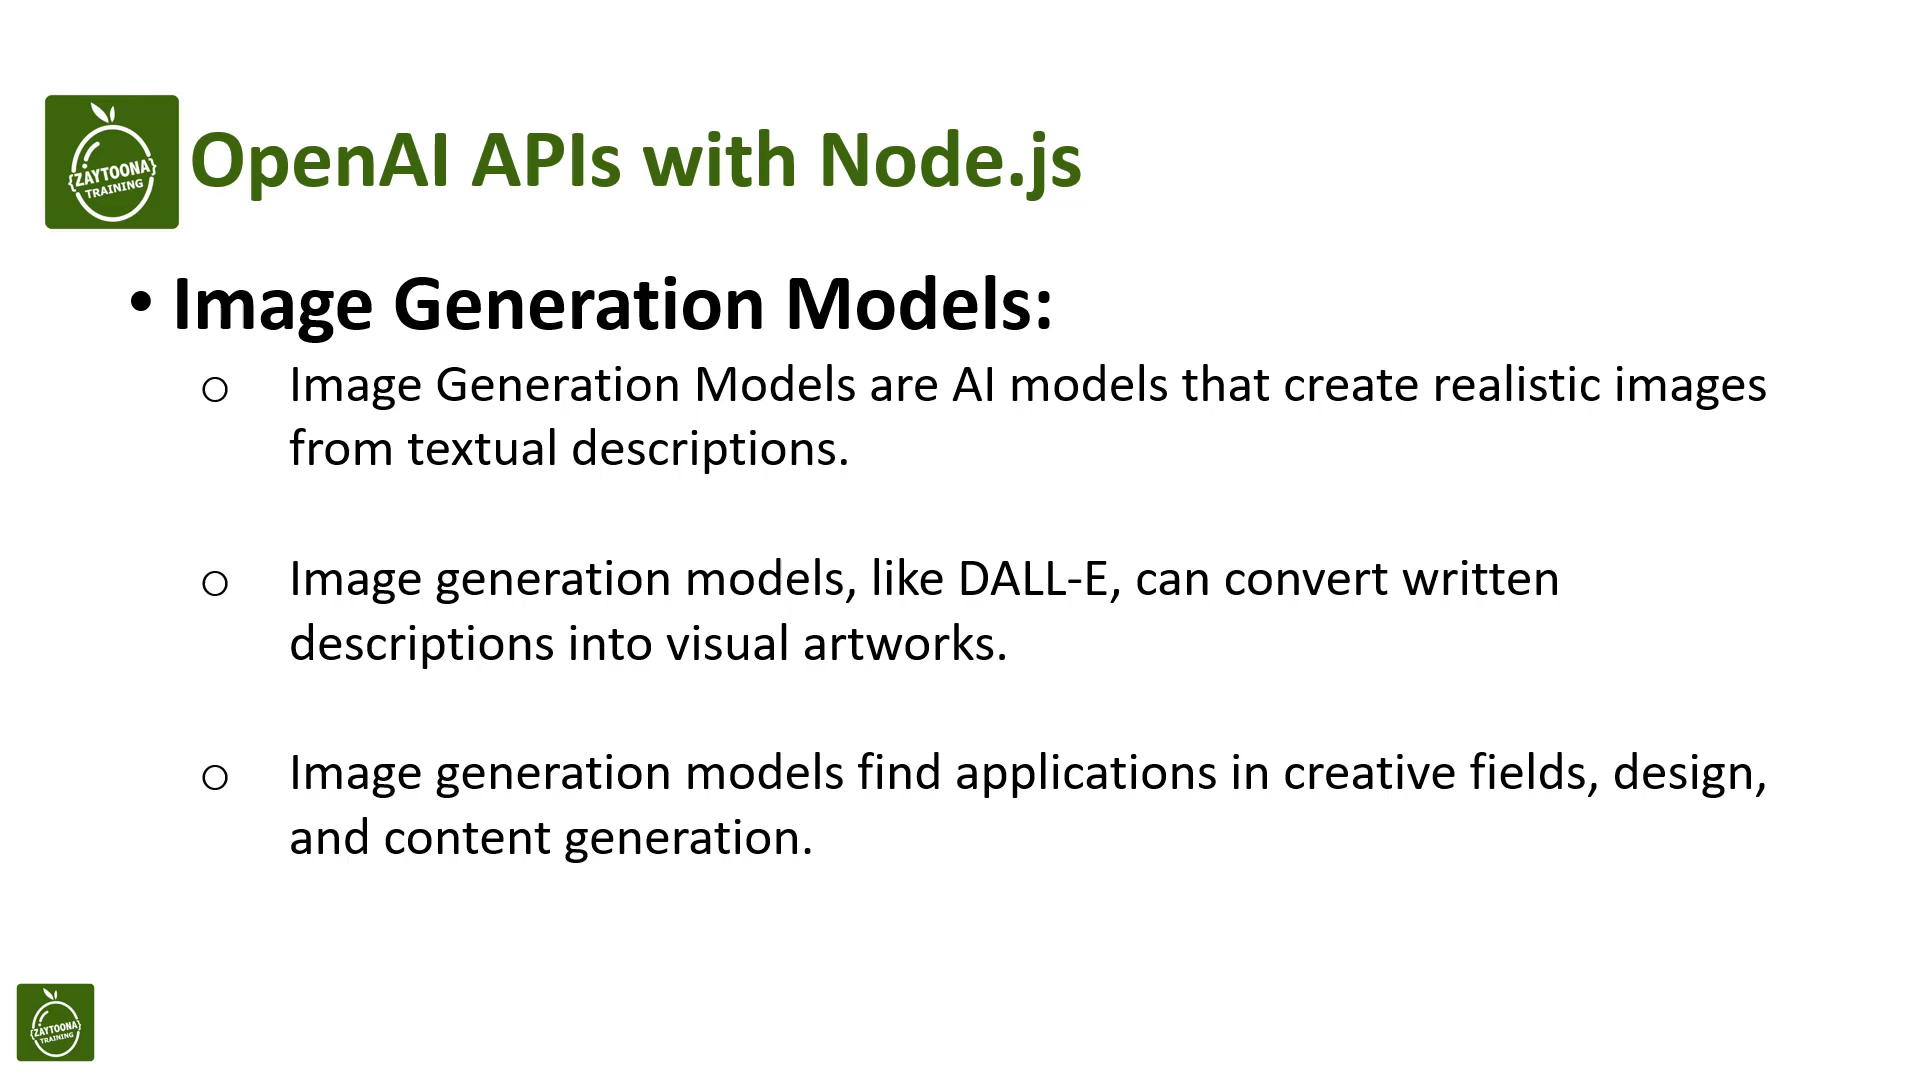 {ZAYTOONA}
TRAINING
OpenAI APIs with Node.js
• Image Generation Models:
o Image Generation Models are AI models that create realistic images
from textual descriptions.
o Image generation models, like DALL-E, can convert written
descriptions into visual artworks.
o Image generation models find applications in creative fields, design,
and content generation.
{ZAYTOONA}
TRAINING